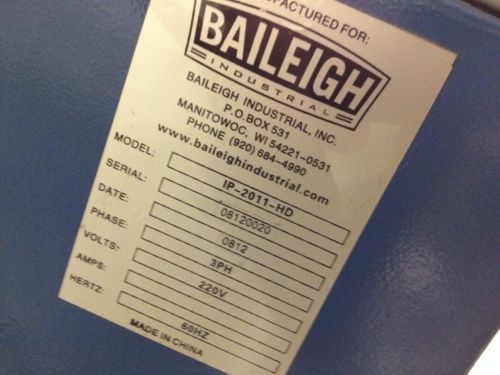 MANUFACTURED FOR:
BAILEIGH
INDUSTRIAL
BAILEIGH INDUSTRIAL, INC.
P.O.BOX 531
MANITOWOC, WI 54221-0531
PHONE (920) 684-4990
www.baileighindustrial.com
MODEL: IP-2011-HD
SERIAL: 08120020
DATE: 0812
PHASE: 3PH
VOLTS: 220V
AMPS:
HERTZ: 60HZ
MADE IN CHINA